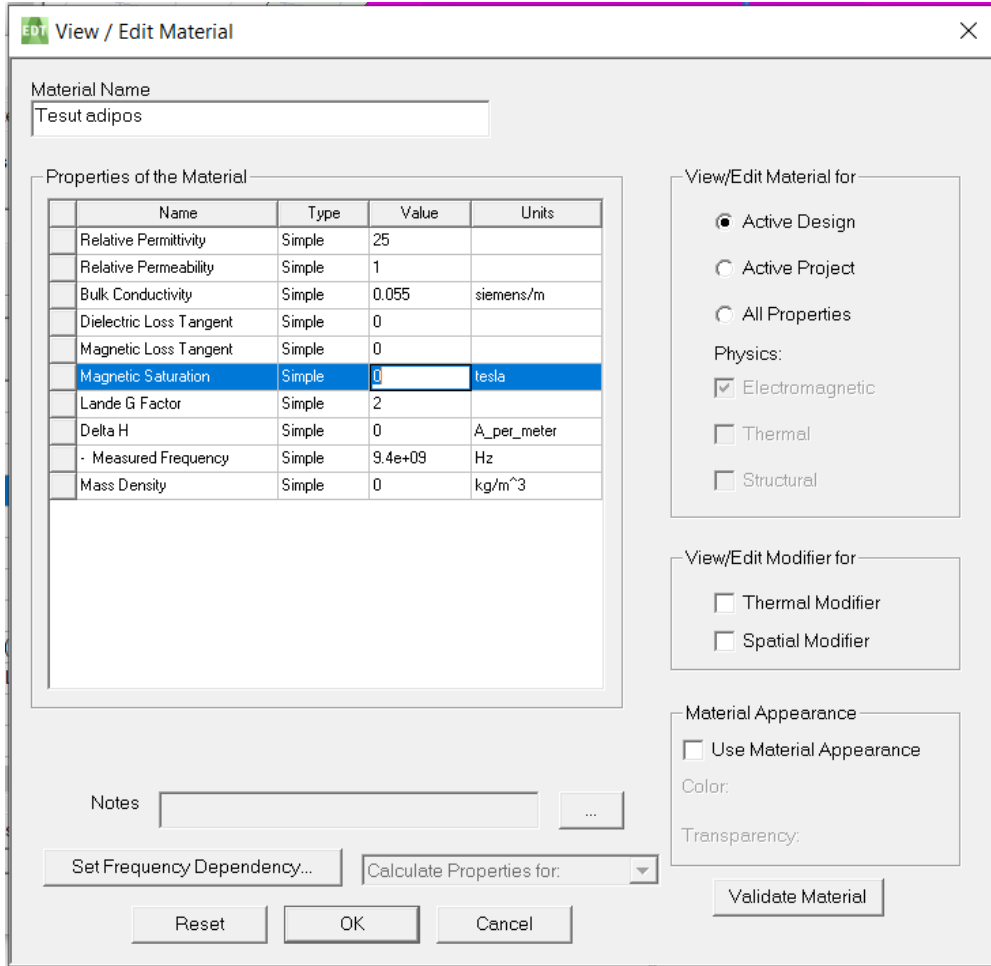 EDT View / Edit Material
Material Name
Tesut adipos
Properties of the Material
Name Type Value Units
Relative Permittivity Simple 25
Relative Permeability Simple 1
Bulk Conductivity Simple 0.055 siemens/m
Dielectric Loss Tangent Simple 0
Magnetic Loss Tangent Simple 0
Magnetic Saturation Simple 0 tesla
Lande G Factor Simple 2
Delta H Simple 0 A_per_meter
- Measured Frequency Simple 9.4e+09 Hz
Mass Density Simple 0 kg/m^3
View/Edit Material for
Active Design
Active Project
All Properties
Physics:
Electromagnetic
Thermal
Structural
View/Edit Modifier for
Thermal Modifier
Spatial Modifier
Material Appearance
Use Material Appearance
Color:
Transparency:
Notes ...
Set Frequency Dependency... Calculate Properties for:
Validate Material
Reset OK Cancel